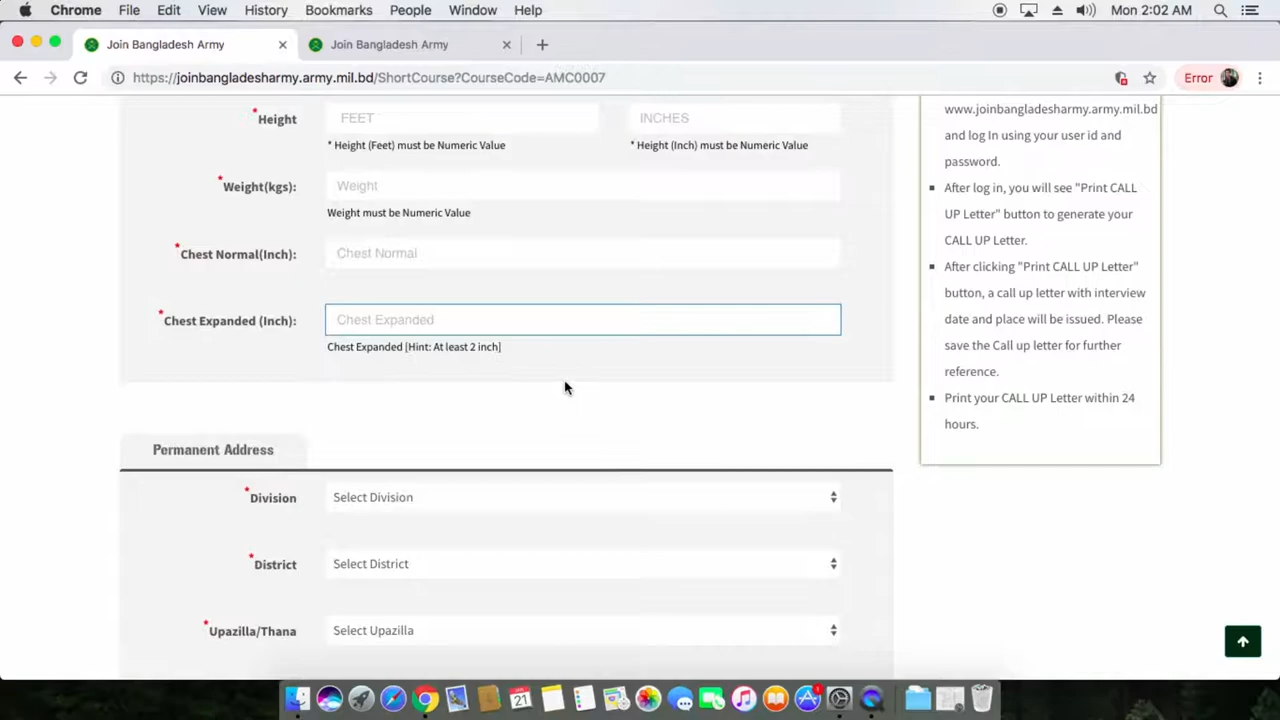 Chrome File Edit View History Bookmarks People Window Help Mon 2:02 AM
Join Bangladesh Army Join Bangladesh Army
https://joinbangladesharmy.army.mil.bd/ShortCourse?CourseCode=AMC0007 Error
* Height FEET INCHES
* Height (Feet) must be Numeric Value * Height (Inch) must be Numeric Value
* Weight(kgs): Weight
Weight must be Numeric Value
* Chest Normal(Inch): Chest Normal
* Chest Expanded (Inch): Chest Expanded
Chest Expanded [Hint: At least 2 inch]
Permanent Address
* Division Select Division
* District Select District
* Upazilla/Thana Select Upazilla
www.joinbangladesharmy.army.mil.bd
and log In using your user id and
password.
After log in, you will see "Print CALL
UP Letter" button to generate your
CALL UP Letter.
After clicking "Print CALL UP Letter"
button, a call up letter with interview
date and place will be issued. Please
save the Call up letter for further
reference.
Print your CALL UP Letter within 24
hours.
21
1